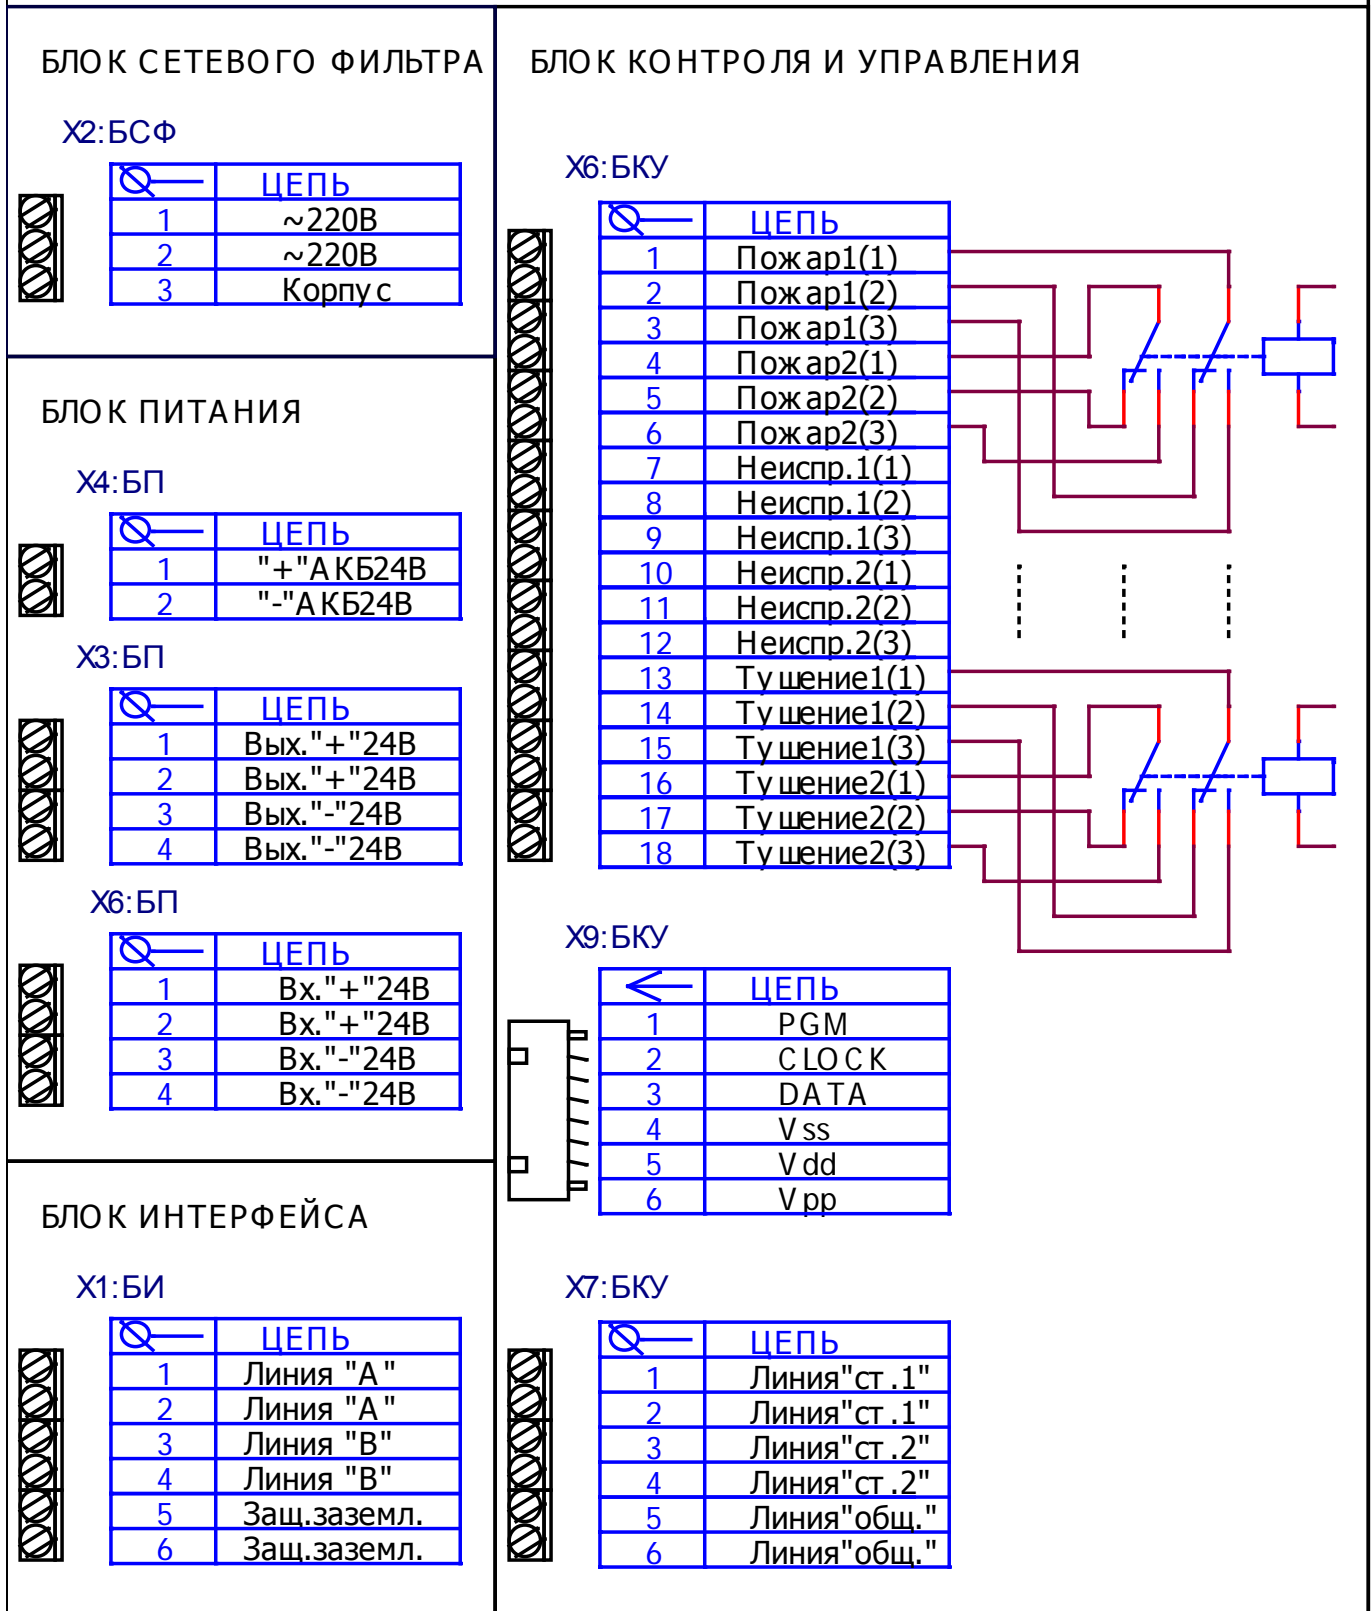 БЛОК СЕТЕВОГО ФИЛЬТРА
X2:БСФ
ЦЕПЬ
1 ~220В
2 ~220В
3 Корпус
БЛОК ПИТАНИЯ
X4:БП
ЦЕПЬ
1 "+"АКБ24В
2 "-"АКБ24В
X3:БП
ЦЕПЬ
1 Вых."+"24В
2 Вых."+"24В
3 Вых."-"24В
4 Вых."-"24В
X6:БП
ЦЕПЬ
1 Вх."+"24В
2 Вх."+"24В
3 Вх."-"24В
4 Вх."-"24В
БЛОК ИНТЕРФЕЙСА
X1:БИ
ЦЕПЬ
1 Линия "А"
2 Линия "А"
3 Линия "В"
4 Линия "В"
5 Защ.заземл.
6 Защ.заземл.
БЛОК КОНТРОЛЯ И УПРАВЛЕНИЯ
X6:БКУ
ЦЕПЬ
1 Пожар1(1)
2 Пожар1(2)
3 Пожар1(3)
4 Пожар2(1)
5 Пожар2(2)
6 Пожар2(3)
7 Неиспр.1(1)
8 Неиспр.1(2)
9 Неиспр.1(3)
10 Неиспр.2(1)
11 Неиспр.2(2)
12 Неиспр.2(3)
13 Тушение1(1)
14 Тушение1(2)
15 Тушение1(3)
16 Тушение2(1)
17 Тушение2(2)
18 Тушение2(3)
X9:БКУ
ЦЕПЬ
1 PGM
2 CLOCK
3 DATA
4 Vss
5 Vdd
6 Vpp
X7:БКУ
ЦЕПЬ
1 Линия"ст.1"
2 Линия"ст.1"
3 Линия"ст.2"
4 Линия"ст.2"
5 Линия"общ."
6 Линия"общ."